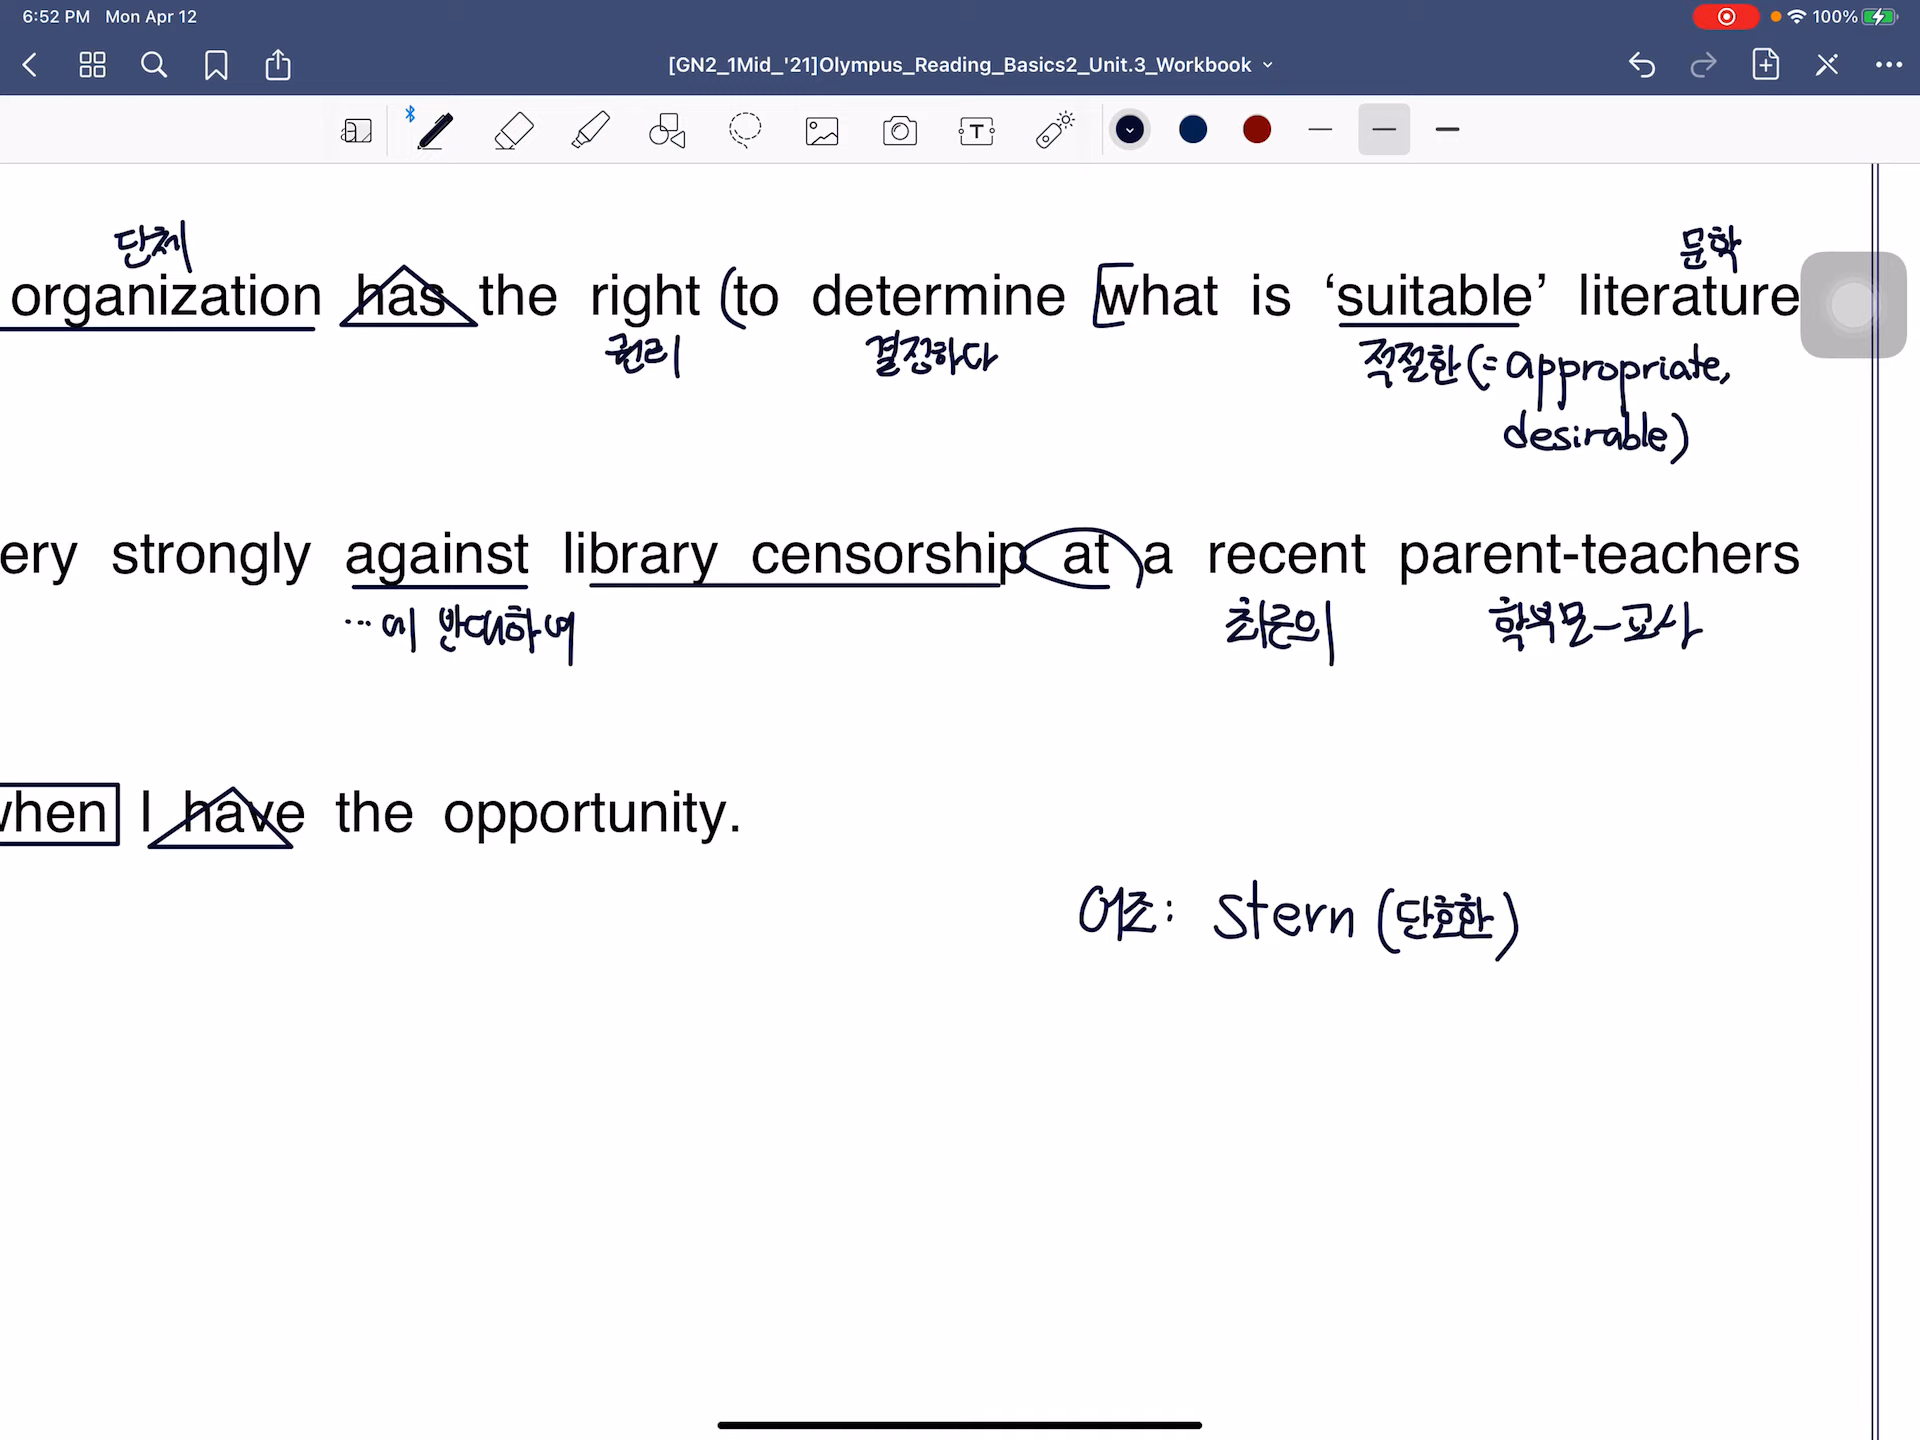 6:52 PM Mon Apr 12
100%
[GN2_1Mid_'21]Olympus_Reading_Basics2_Unit.3_Workbook
단체
문학
organization has the right (to determine [what is ‘suitable’ literature
권리 결정하다 적절한(=appropriate,
desirable)
ery strongly against library censorship at a recent parent-teachers
…에 반대하여 최근의 학부모-교사
when I have the opportunity.
어조: Stern (단호한)